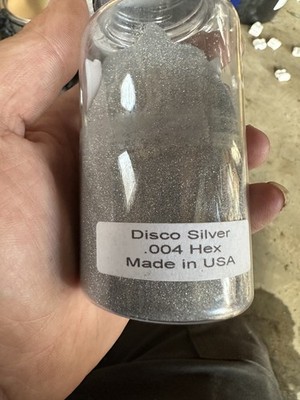 Disco Silver
.004 Hex
Made in USA